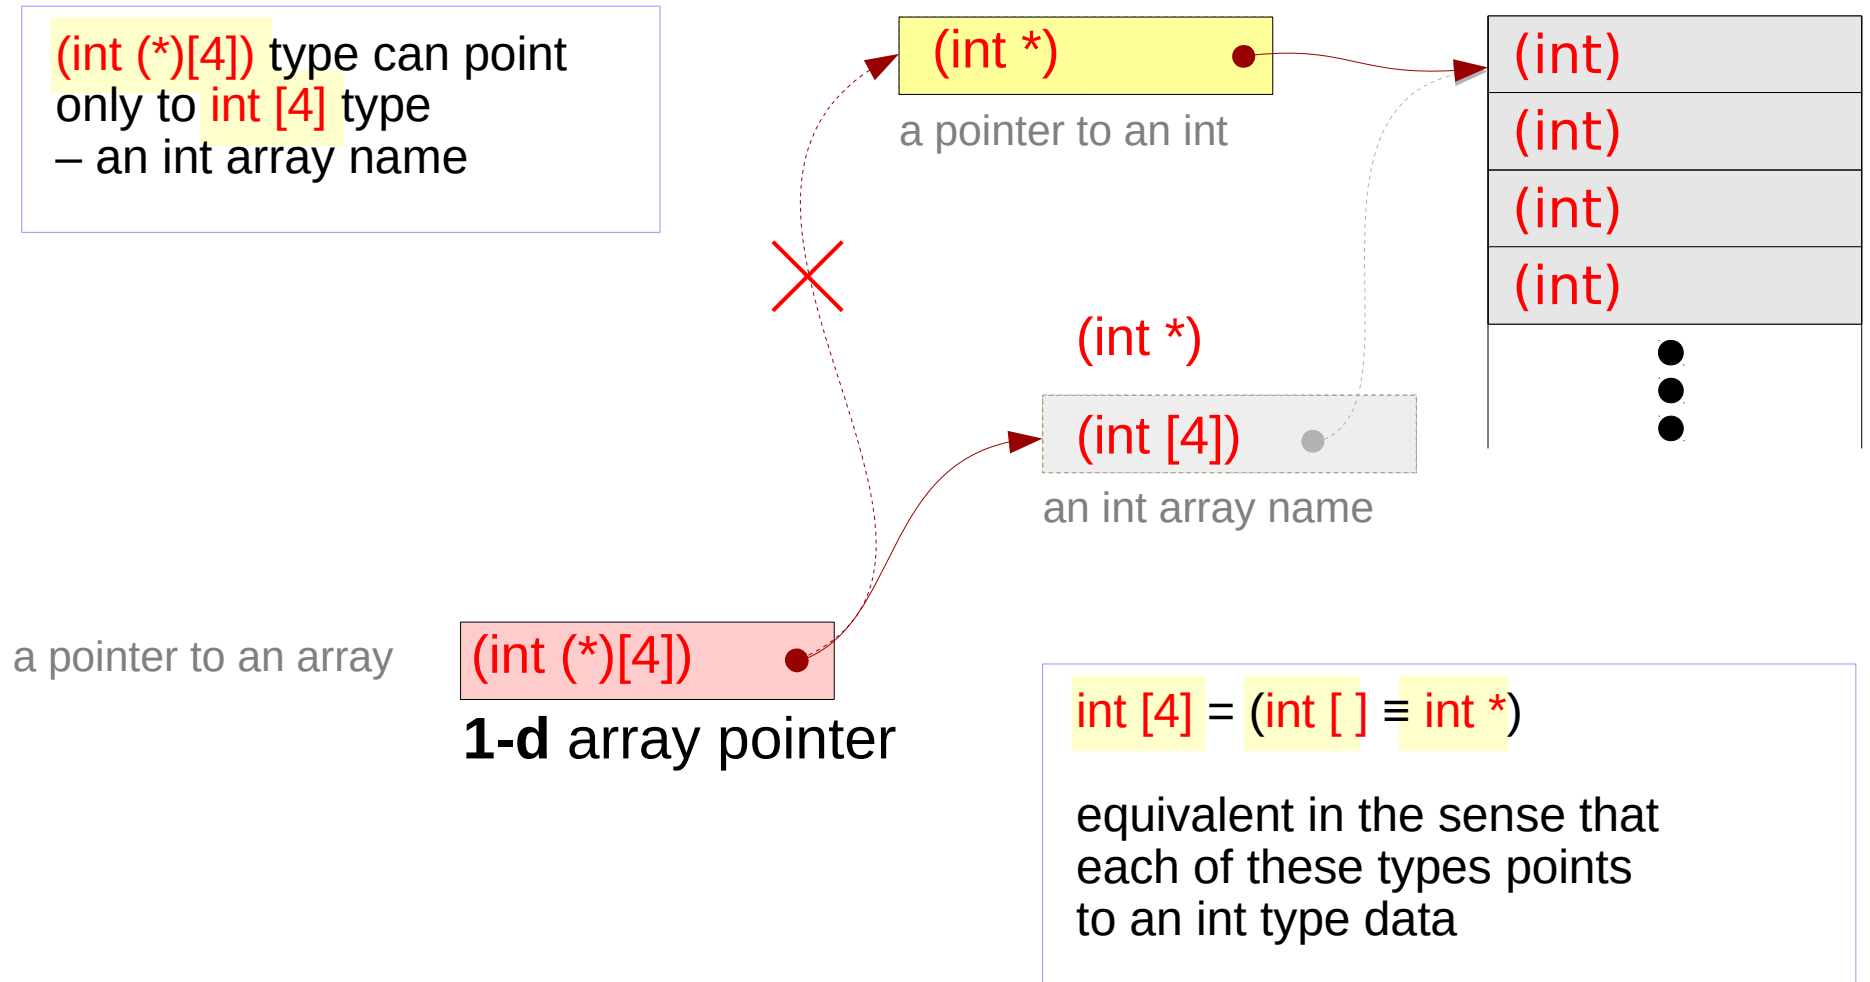 (int (*)[4]) type can point
only to int [4] type
– an int array name
(int *)
a pointer to an int
(int)
(int)
(int)
(int)
(int *)
(int [4])
an int array name
a pointer to an array
(int (*)[4])
1-d array pointer
int [4] = (int [ ] ≡ int *)
equivalent in the sense that
each of these types points
to an int type data